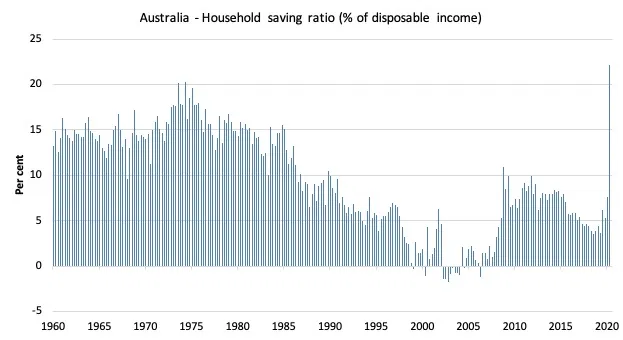 Australia - Household saving ratio (% of disposable income)
25
20
15
10
5
0
-5
Per cent
1960 1965 1970 1975 1980 1985 1990 1995 2000 2005 2010 2015 2020